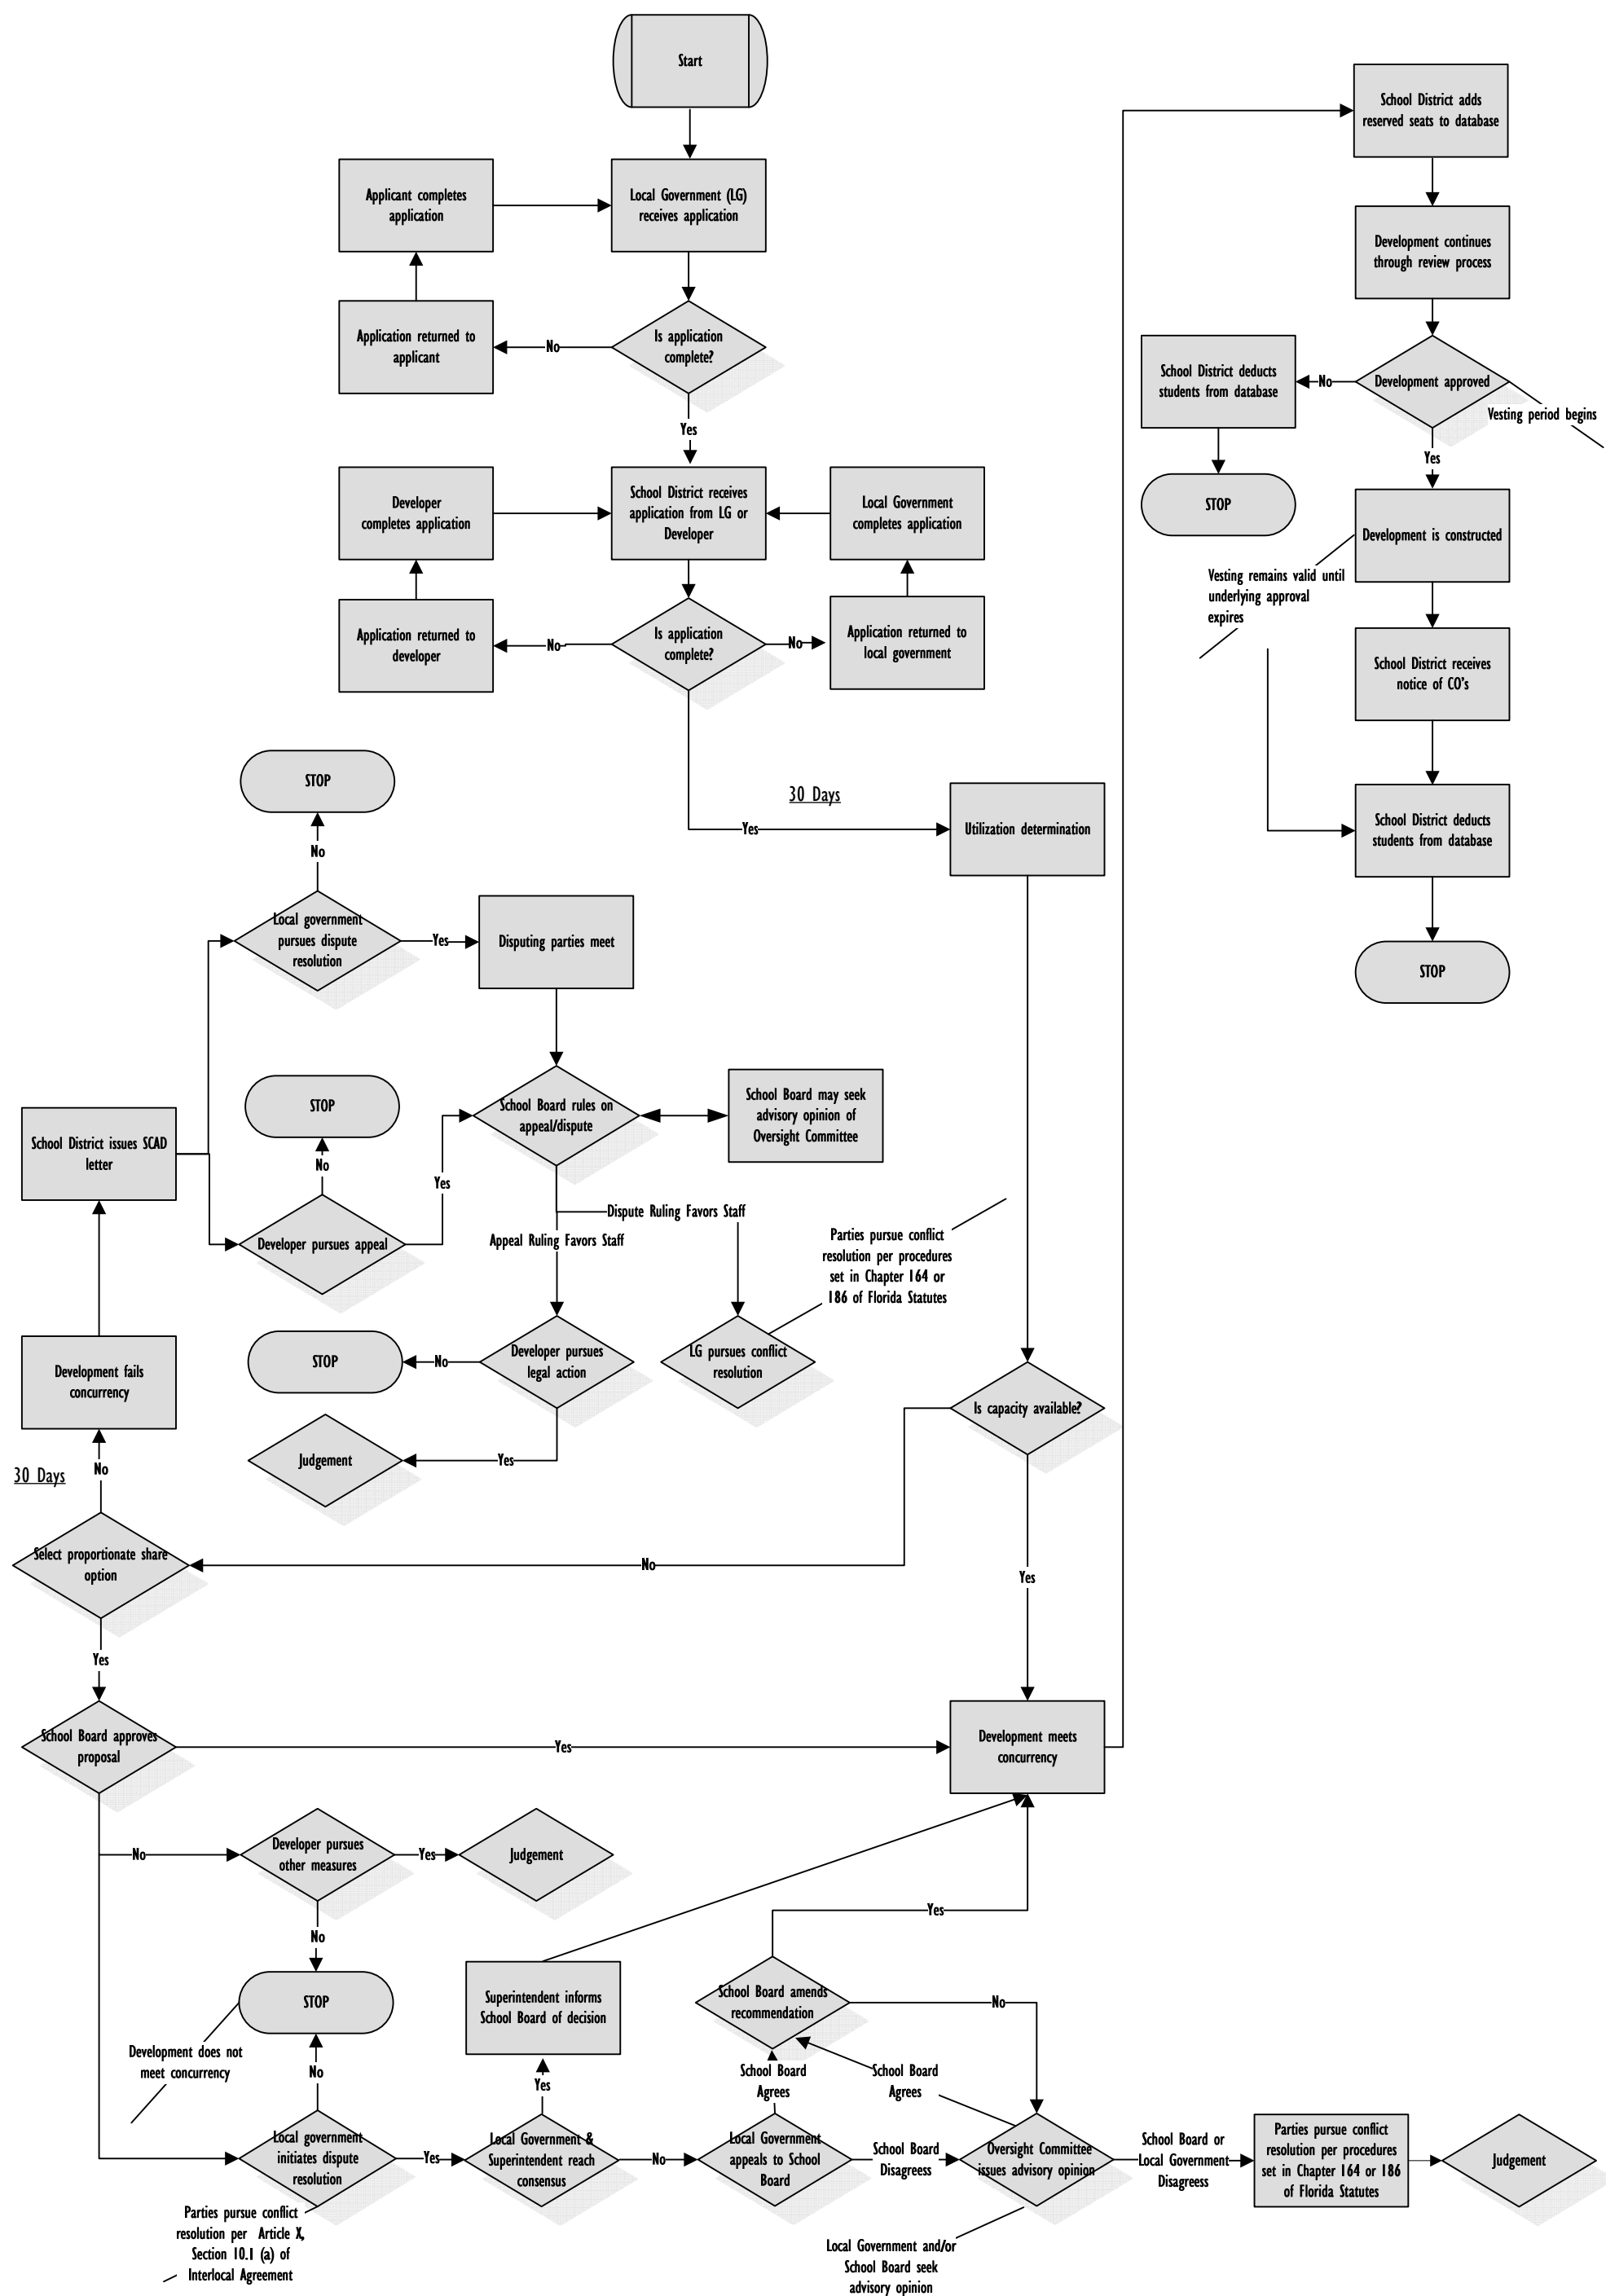 Start
Local Government (LG)
receives application
Applicant completes
application
Application returned to
applicant
No
Is application
complete?
Yes
Developer
completes application
School District receives
application from LG or
Developer
Local Government
completes application
Application returned to
developer
No
Is application
complete?
No
Application returned to
local government
30 Days
Yes
Utilization determination
School District adds
reserved seats to database
Development continues
through review process
School District deducts
students from database
No
Development approved
Vesting period begins
Yes
STOP
Development is constructed
Vesting remains valid until
underlying approval
expires
School District receives
notice of CO's
School District deducts
students from database
STOP
STOP
No
Local government
pursues dispute
resolution
Yes
Disputing parties meet
STOP
No
School District issues SCAD
letter
Developer pursues appeal
Yes
School Board rules on
appeal/dispute
School Board may seek
advisory opinion of
Oversight Committee
Dispute Ruling Favors Staff
Appeal Ruling Favors Staff
Parties pursue conflict
resolution per procedures
set in Chapter 164 or
186 of Florida Statutes
Development fails
concurrency
STOP
No
Developer pursues
legal action
LG pursues conflict
resolution
Judgement
Yes
Is capacity available?
30 Days
No
Select proportionate share
option
No
Yes
Yes
School Board approves
proposal
Yes
Development meets
concurrency
No
Developer pursues
other measures
Yes
Judgement
No
STOP
Development does not
meet concurrency
No
Superintendent informs
School Board of decision
Yes
School Board amends
recommendation
No
Yes
School Board
Agrees
School Board
Agrees
Local government
initiates dispute
resolution
Yes
Local Government &
Superintendent reach
consensus
No
Local Government
appeals to School
Board
School Board
Disagreess
Oversight Committee
issues advisory opinion
School Board or
Local Government
Disagreess
Parties pursue conflict
resolution per procedures
set in Chapter 164 or 186
of Florida Statutes
Judgement
Parties pursue conflict
resolution per Article X,
Section 10.1 (a) of
Interlocal Agreement
Local Government and/or
School Board seek
advisory opinion